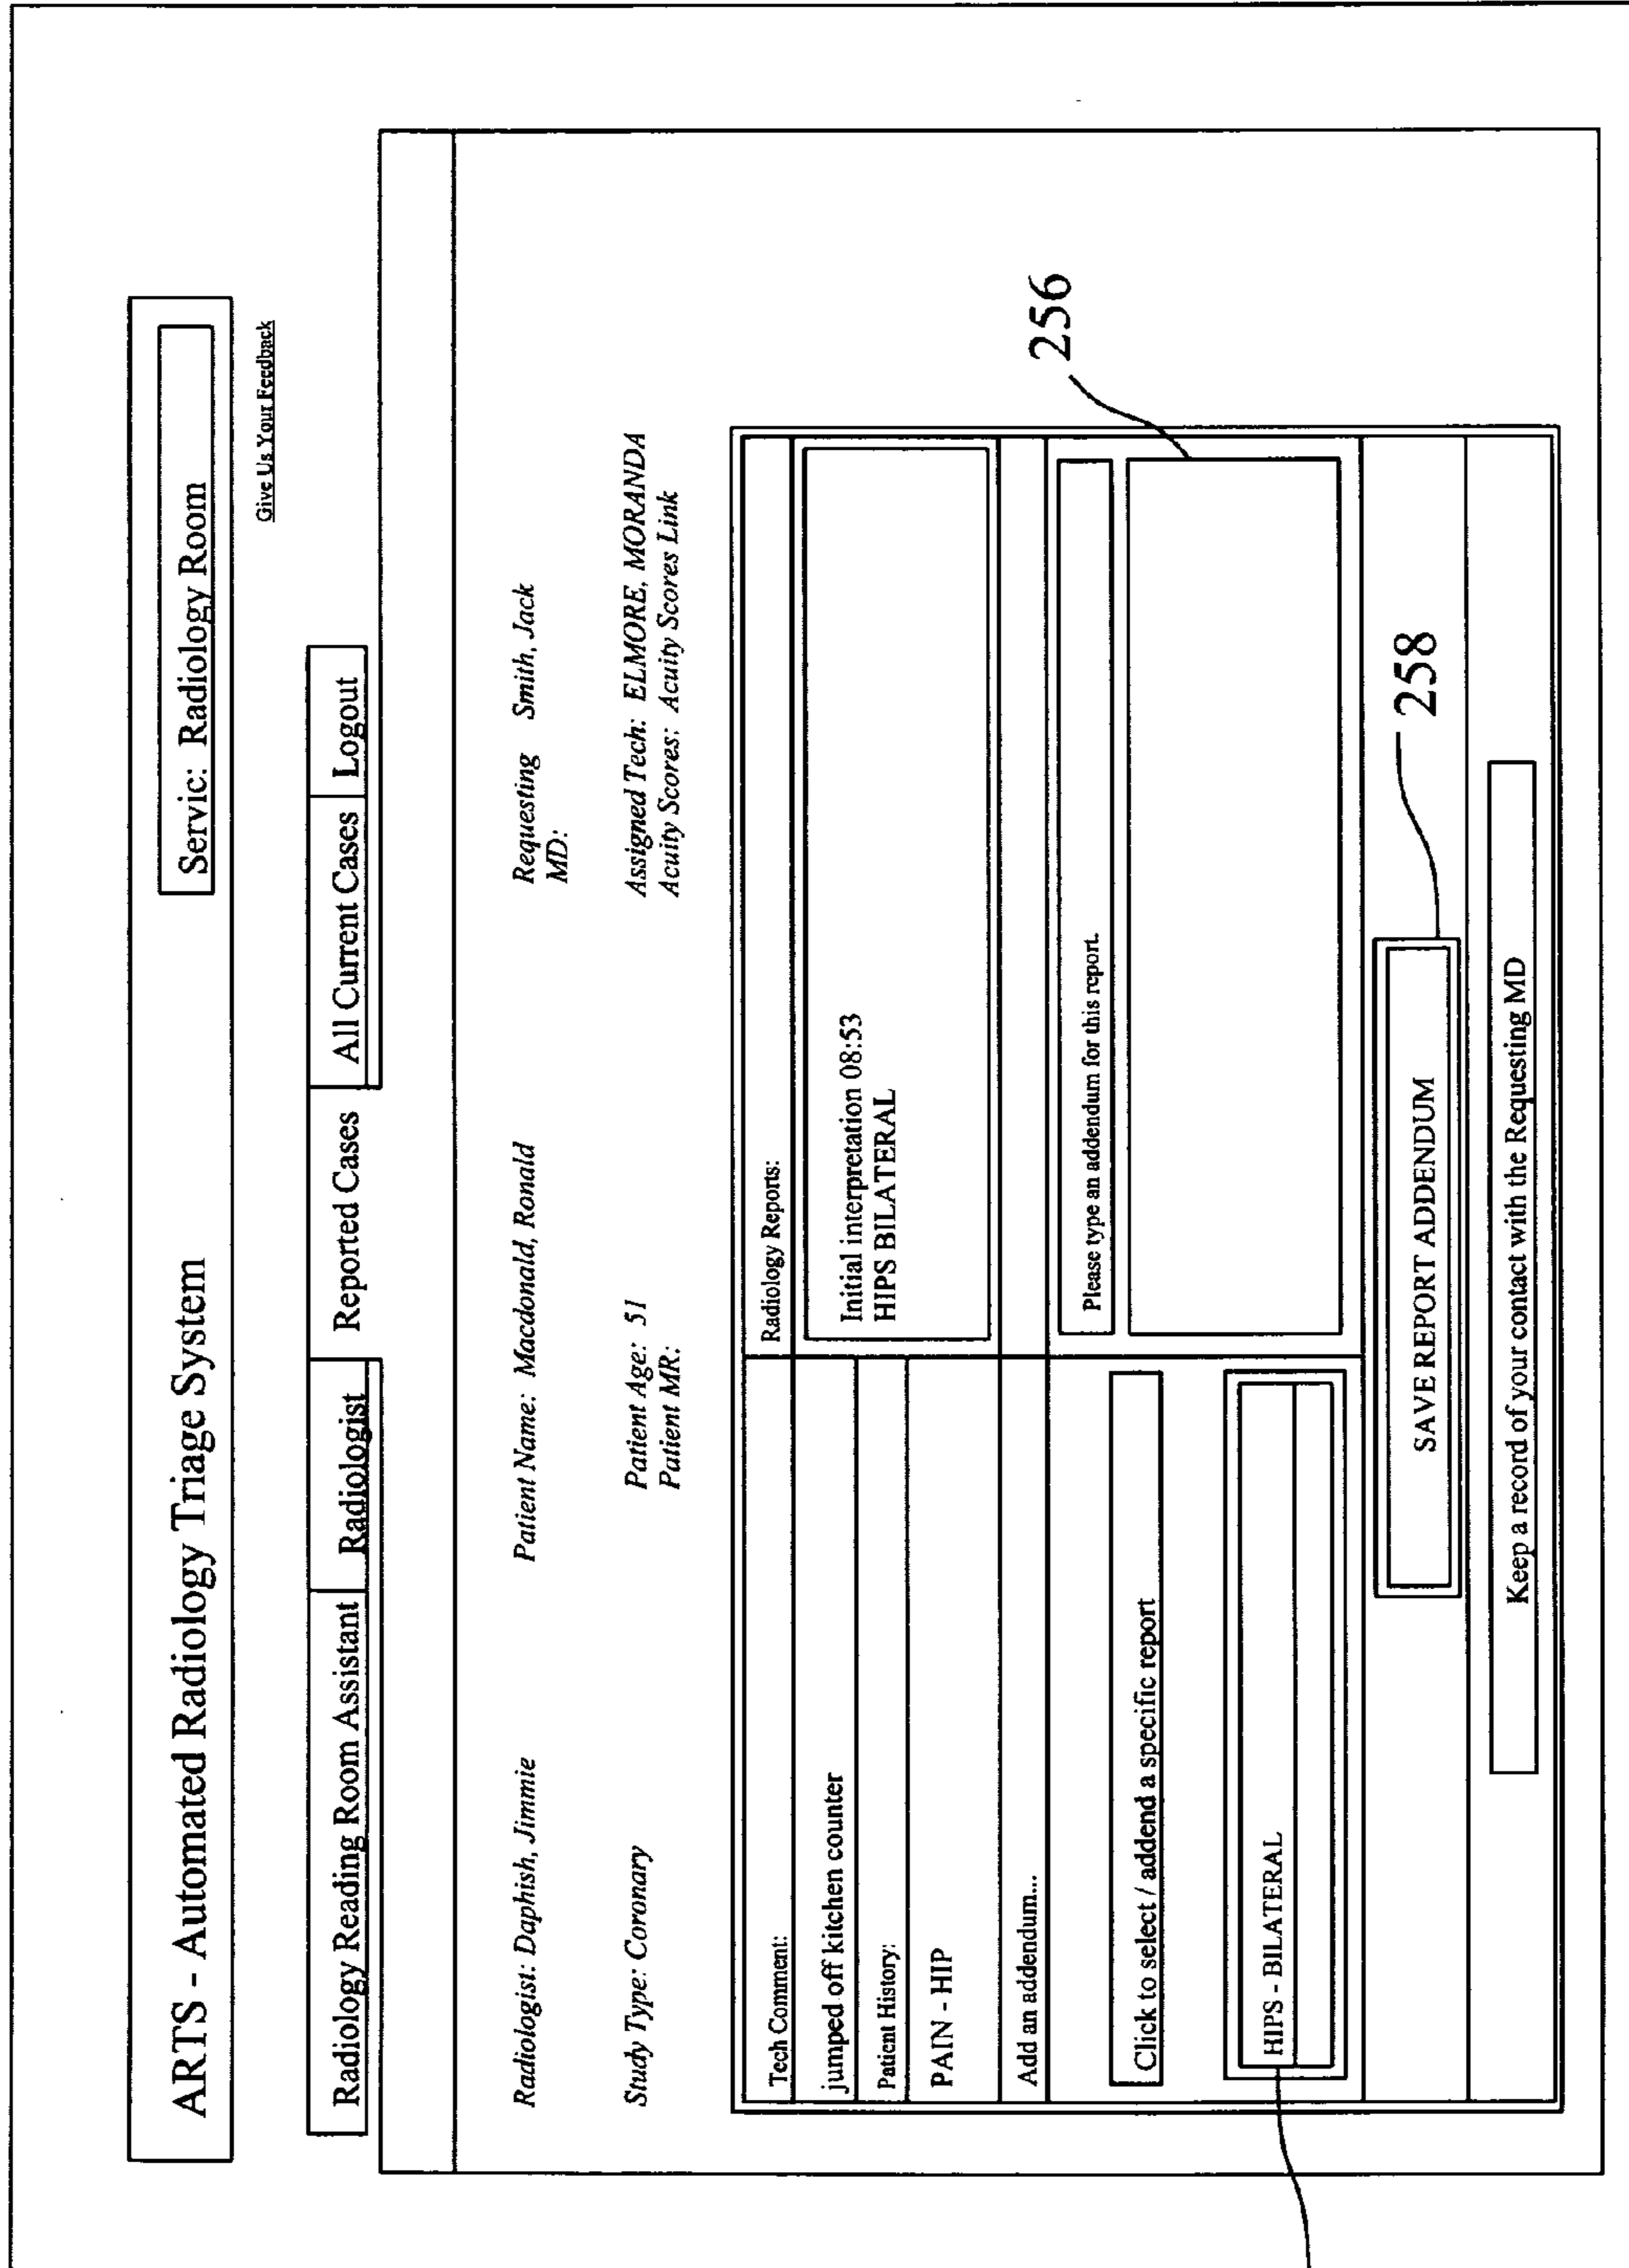 ARTS - Automated Radiology Triage System
Servic: Radiology Room
Give Us Your Feedback
Radiology Reading Room Assistant
Radiologist
Reported Cases
All Current Cases
Logout
Radiologist: Daphish, Jimmie
Patient Name: Macdonald, Ronald
Requesting Smith, Jack
MD:
Study Type: Coronary
Patient Age: 51
Patient MR:
Assigned Tech: ELMORE, MORANDA
Acuity Scores: Acuity Scores Link
Tech Comment:
jumped off kitchen counter
Patient History:
PAIN - HIP
Radiology Reports:
Initial interpretation 08:53
HIPS BILATERAL
Add an addendum...
Click to select / addend a specific report
HIPS - BILATERAL
Please type an addendum for this report.
256
SAVE REPORT ADDENDUM
258
Keep a record of your contact with the Requesting MD